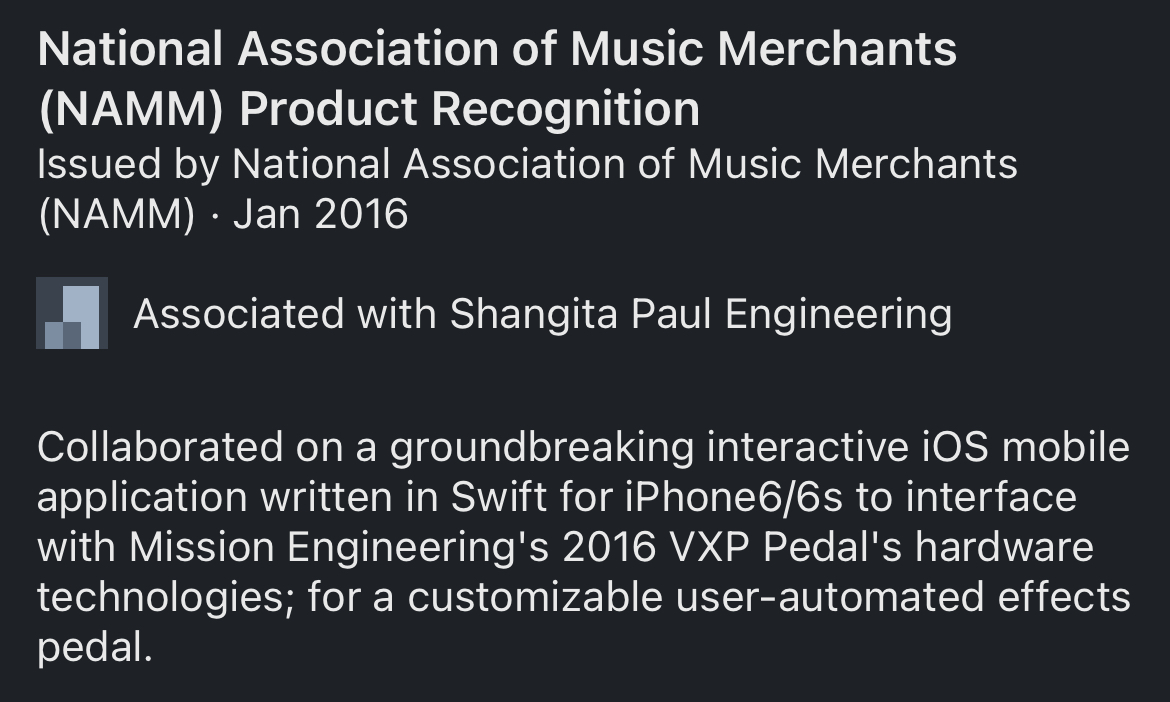 National Association of Music Merchants
(NAMM) Product Recognition
Issued by National Association of Music Merchants
(NAMM) · Jan 2016
Associated with Shangita Paul Engineering
Collaborated on a groundbreaking interactive iOS mobile
application written in Swift for iPhone6/6s to interface
with Mission Engineering's 2016 VXP Pedal's hardware
technologies; for a customizable user-automated effects
pedal.